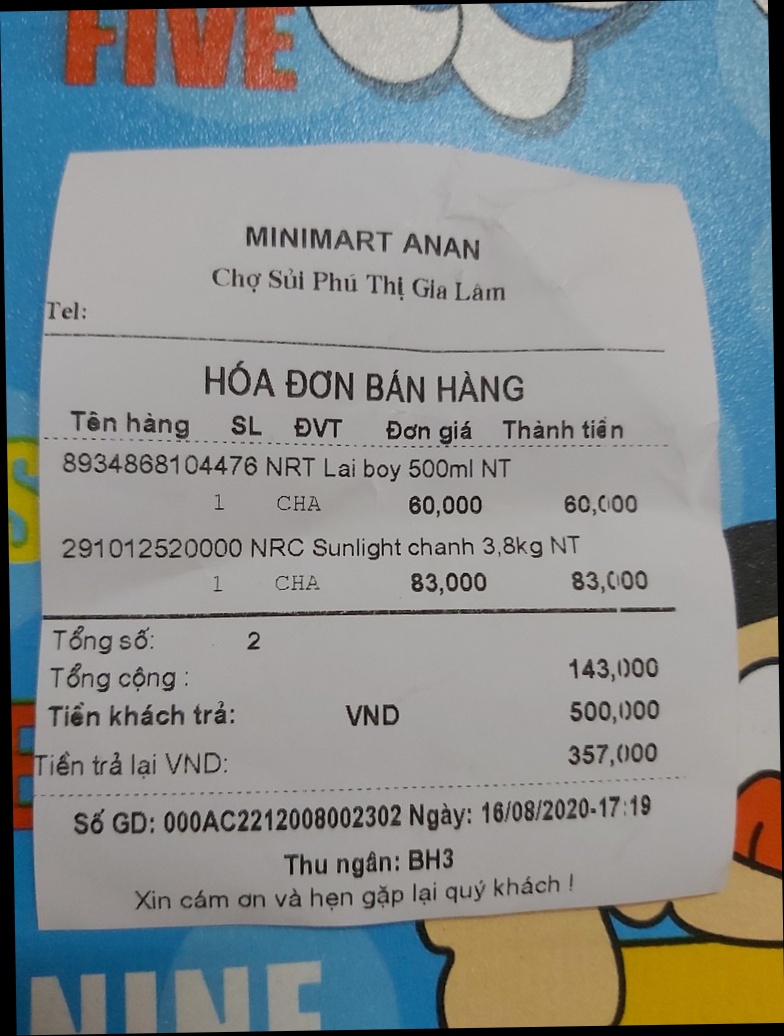 FIVE
MINIMART ANAN
Chợ Sủi Phú Thị Gia Lâm
Tel:
HÓA ĐƠN BÁN HÀNG
Tên hàng SL ĐVT Đơn giá Thành tiền
8934868104476 NRT Lai boy 500ml NT
1 CHA 60,000 60,000
291012520000 NRC Sunlight chanh 3,8kg NT
1 CHA 83,000 83,000
Tổng số: 2
Tổng cộng : 143,000
Tiền khách trả: VND 500,000
Tiền trả lại VND: 357,000
Số GD: 000AC2212008002302 Ngày: 16/08/2020-17:19
Thu ngân: BH3
Xin cám ơn và hẹn gặp lại quý khách !
NINE